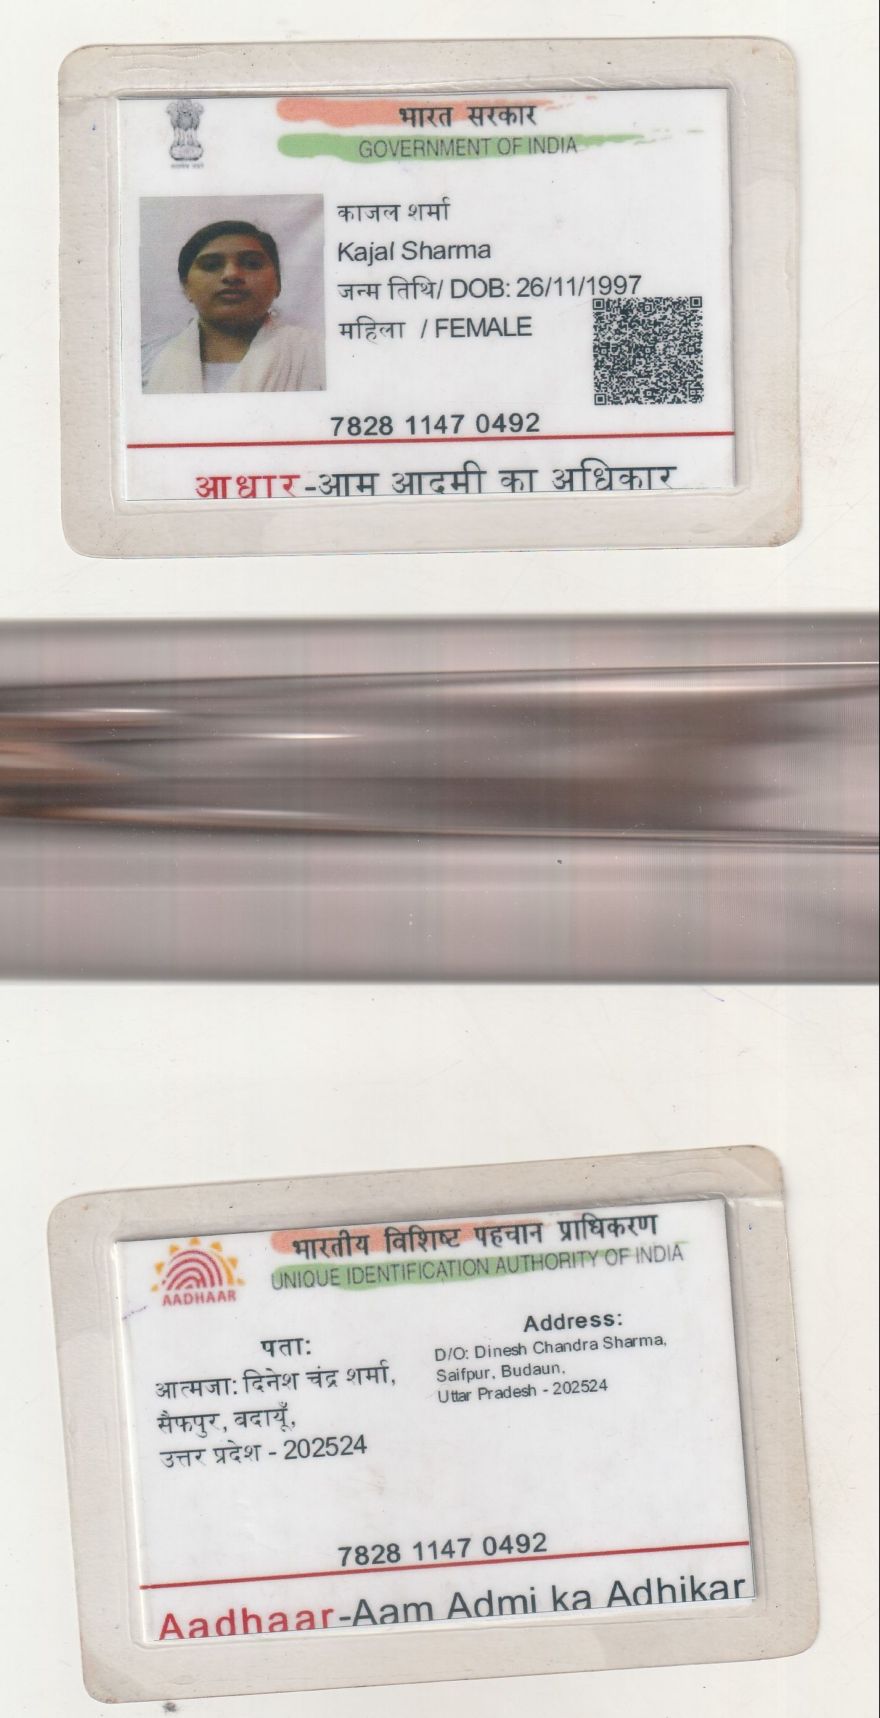 भारत सरकार
GOVERNMENT OF INDIA
काजल शर्मा
Kajal Sharma
जन्म तिथि/ DOB: 26/11/1997
महिला / FEMALE
7828 1147 0492
आधार-आम आदमी का अधिकार
भारतीय विशिष्ट पहचान प्राधिकरण
UNIQUE IDENTIFICATION AUTHORITY OF INDIA
AADHAAR
पता:
आत्मजा: दिनेश चंद्र शर्मा,
सैफपुर, बदायूँ,
उत्तर प्रदेश - 202524
Address:
D/O: Dinesh Chandra Sharma,
Saifpur, Budaun,
Uttar Pradesh - 202524
7828 1147 0492
Aadhaar-Aam Admi ka Adhikar